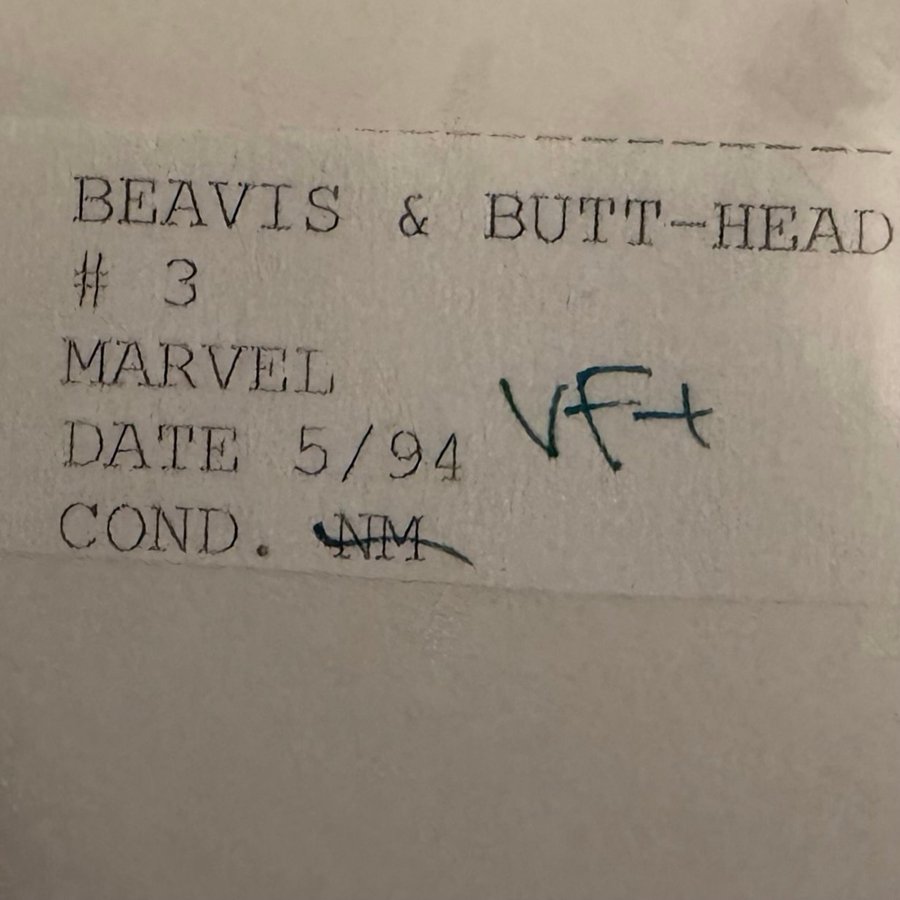 BEAVIS & BUTT-HEAD
# 3
MARVEL
VF+
DATE 5/94
COND. NM